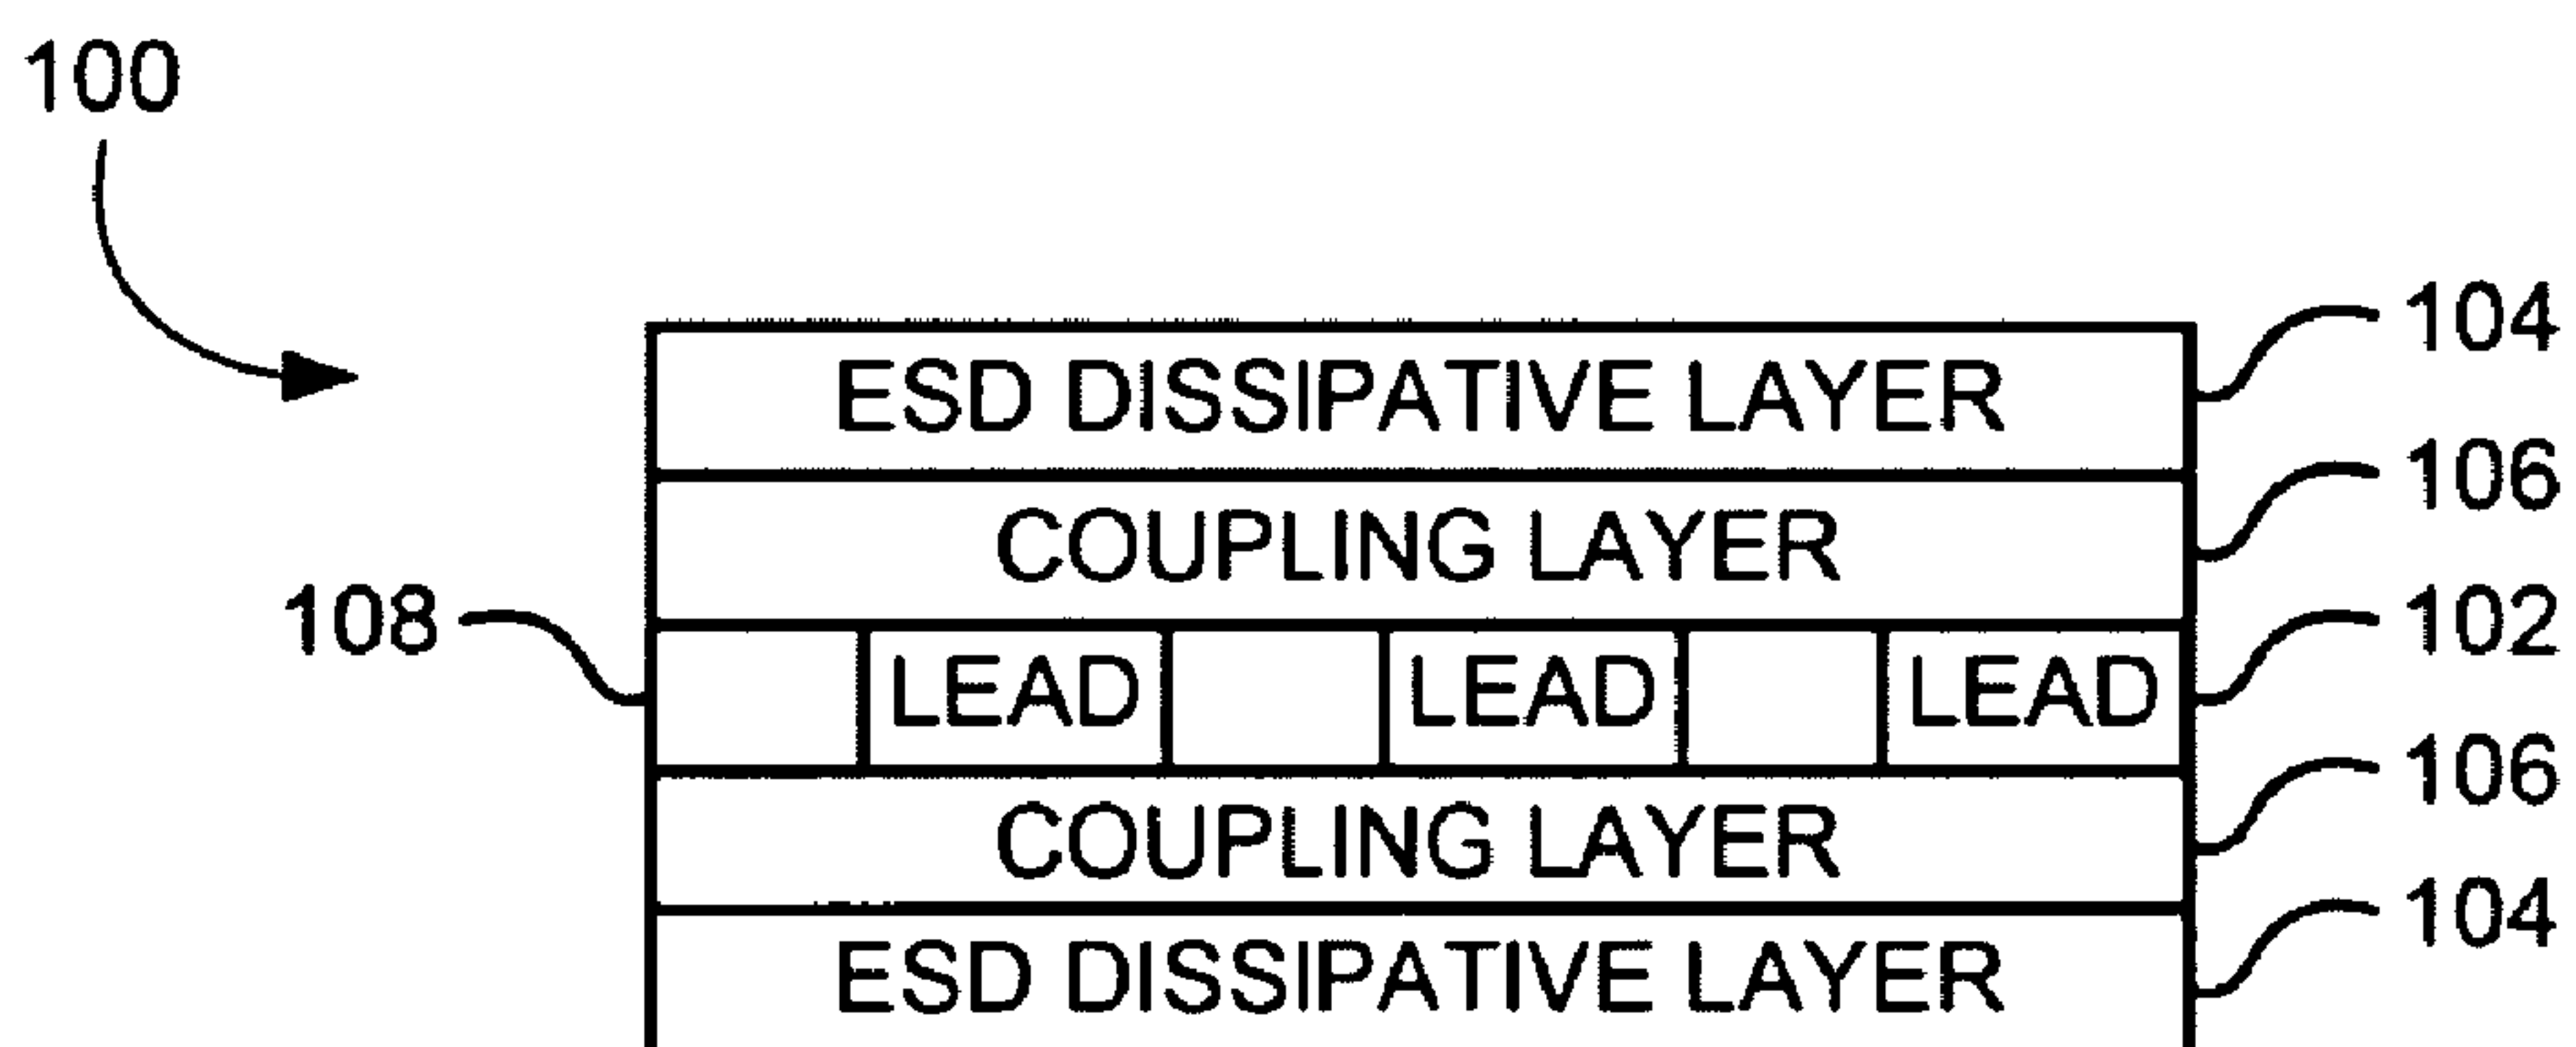 100
ESD DISSIPATIVE LAYER 104
COUPLING LAYER 106
108 LEAD LEAD LEAD 102
COUPLING LAYER 106
ESD DISSIPATIVE LAYER 104